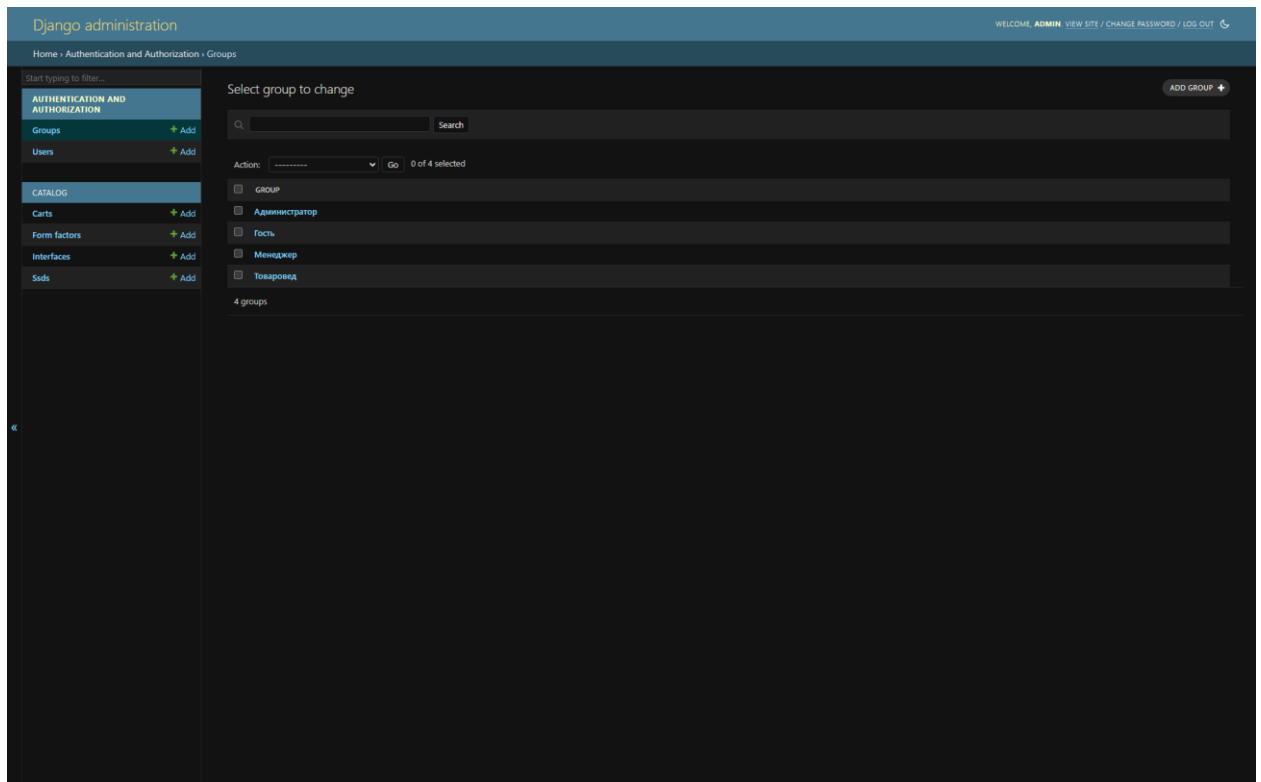 Django administration
WELCOME, ADMIN. VIEW SITE / CHANGE PASSWORD / LOG OUT
Home › Authentication and Authorization › Groups
Start typing to filter...
AUTHENTICATION AND
AUTHORIZATION
Groups + Add
Users + Add
CATALOG
Carts + Add
Form factors + Add
Interfaces + Add
Ssds + Add
«
Select group to change
ADD GROUP +
Search
Action: --------- Go 0 of 4 selected
GROUP
Администратор
Гость
Менеджер
Товаровед
4 groups